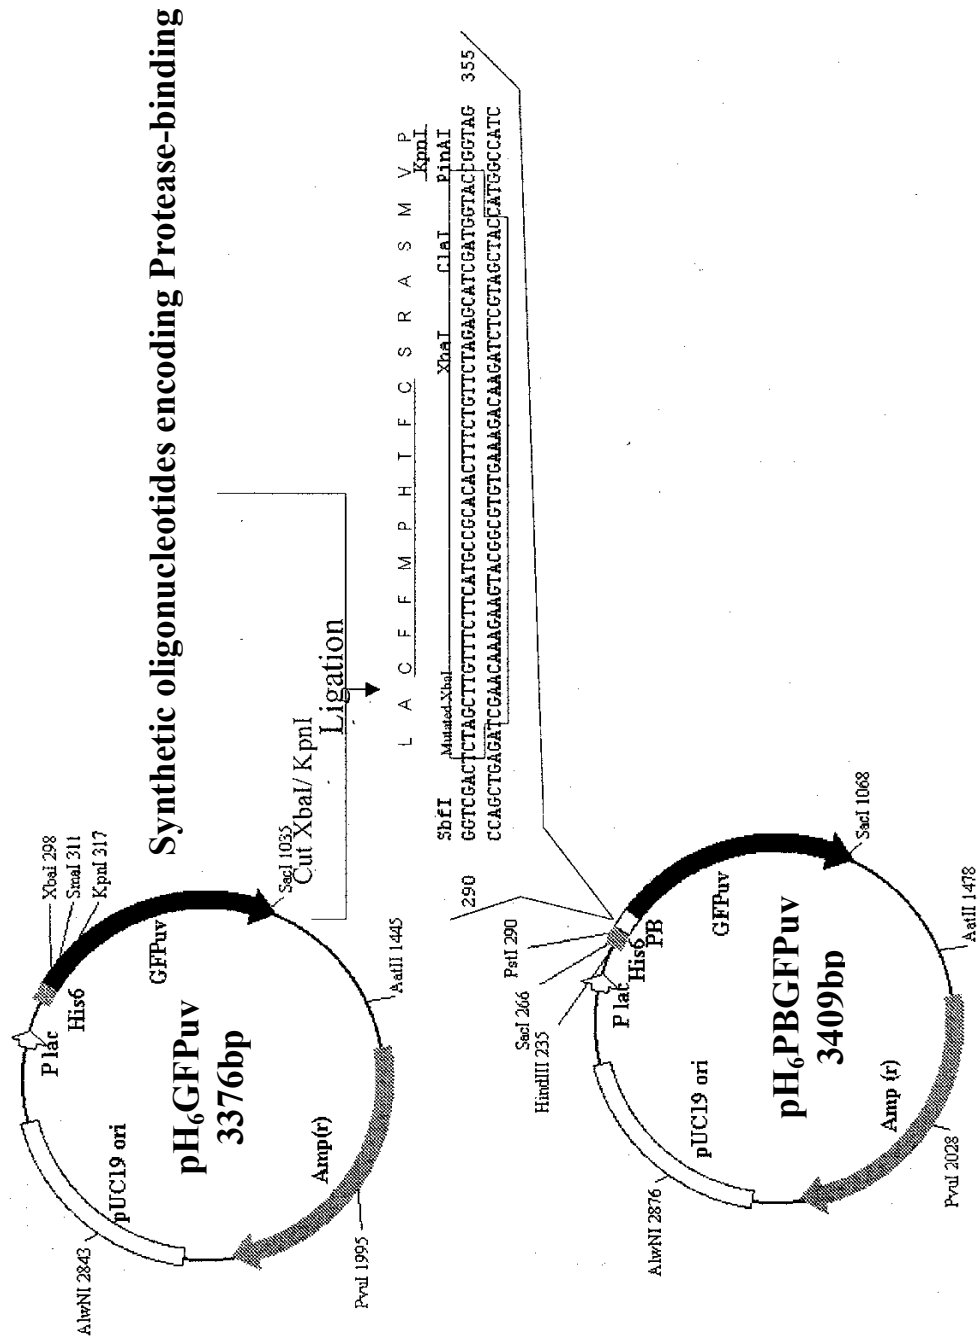 Synthetic oligonucleotides encoding Protease-binding
XbaI 298
SmaI 311
KpnI 317
SacI 1035
GFPuv
His6
P lac
pH6GFPuv
3376bp
pUC19 ori
Amp(r)
AatII 1445
AlwNI 2843
PvuI 1995
Cut XbaI/ KpnI
Ligation
L A C F F M P H T F C S R A S M V P
KpnI
SbfI Mutated XbaI XbaI ClaI PinAI
290 GGTCGACTCTAGCTTGTTTCTTCATGCCGCACACTTTCTGTTCTAGAGCATCGATGGTACCGGTAG 355
CCAGCTGAGATCGAACAAAGAAGTACGGCGTGTGAAAGACAAGATCTCGTAGCTACCATGGCCATC
PstI 290
SacI 266
HindIII 235
P lac
His6
PB
GFPuv
SacI 1068
pH6PBGFPuv
3409bp
pUC19 ori
Amp (r)
AatII 1478
AlwNI 2876
PvuI 2028